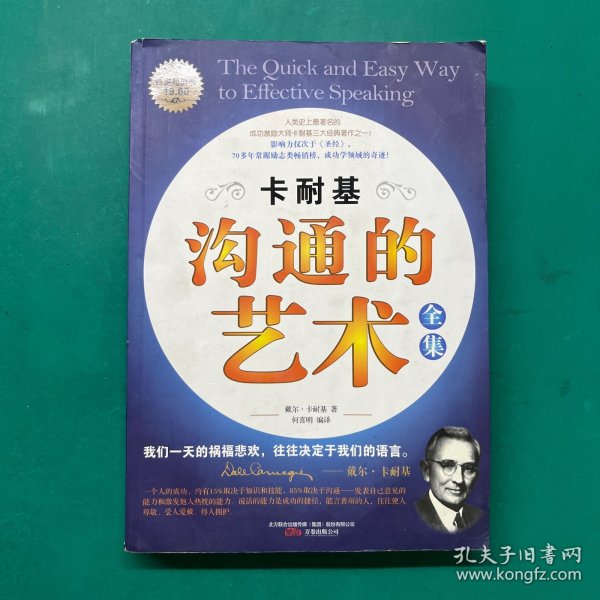 The Quick and Easy Way
to Effective Speaking
19.80
人类史上最著名的
成功激励大师卡耐基三大经典著作之一！
影响力仅次于《圣经》，
70多年常踞励志类畅销榜，成功学领域的奇迹！
卡耐基
沟通的
艺术
全集
戴尔·卡耐基 著
何喜明 编译
我们一天的祸福悲欢，往往决定于我们的语言。
Dale Carnegie ——戴尔·卡耐基
一个人的成功，约有15%取决于知识和技能，85%取决于沟通——发表自己意见的
能力和激发他人热忱的能力。说话的能力是成功的捷径，能言善辩的人，往往使人
尊敬，受人爱戴，得人拥护。
北方联合出版传媒（集团）股份有限公司
万卷出版公司
孔夫子旧书网
www.kongfz.com